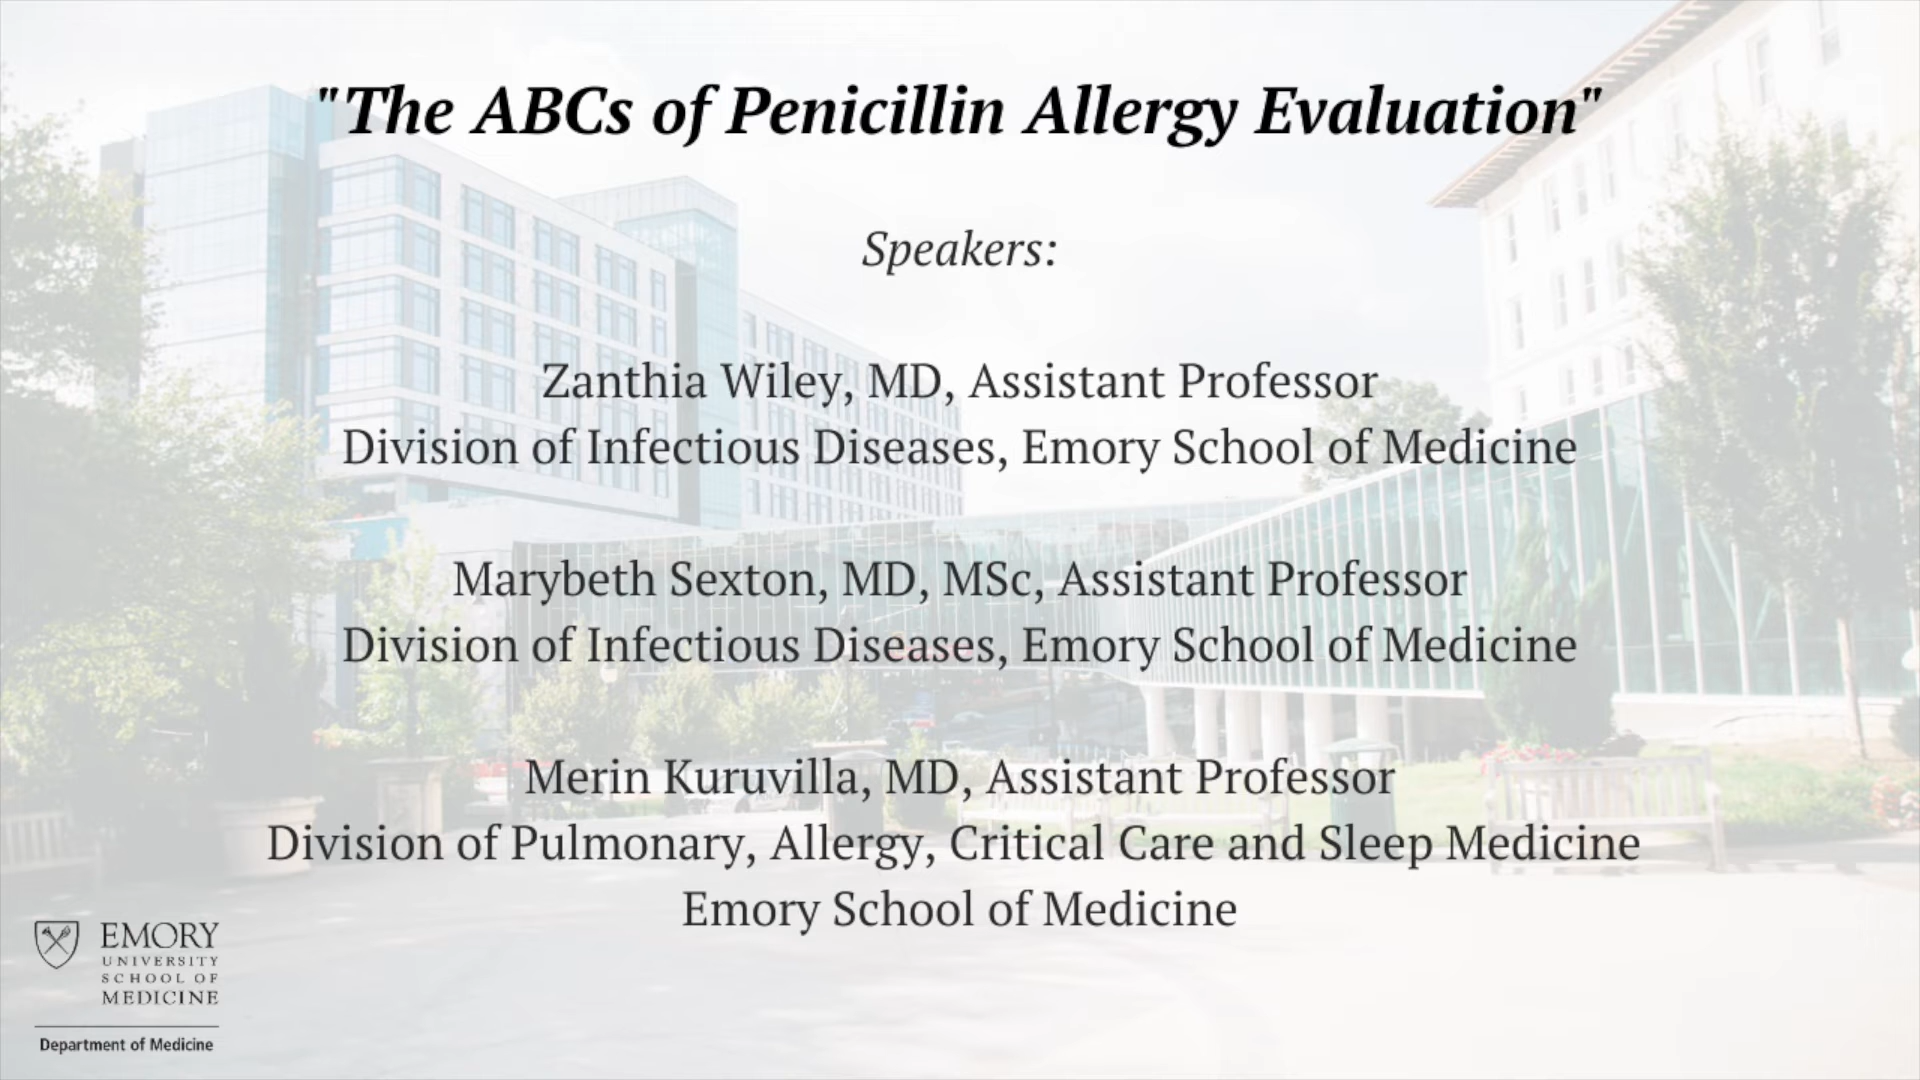 "The ABCs of Penicillin Allergy Evaluation"
Speakers:
Zanthia Wiley, MD, Assistant Professor
Division of Infectious Diseases, Emory School of Medicine
Marybeth Sexton, MD, MSc, Assistant Professor
Division of Infectious Diseases, Emory School of Medicine
Merin Kuruvilla, MD, Assistant Professor
Division of Pulmonary, Allergy, Critical Care and Sleep Medicine
Emory School of Medicine
EMORY
UNIVERSITY
SCHOOL OF
MEDICINE
Department of Medicine